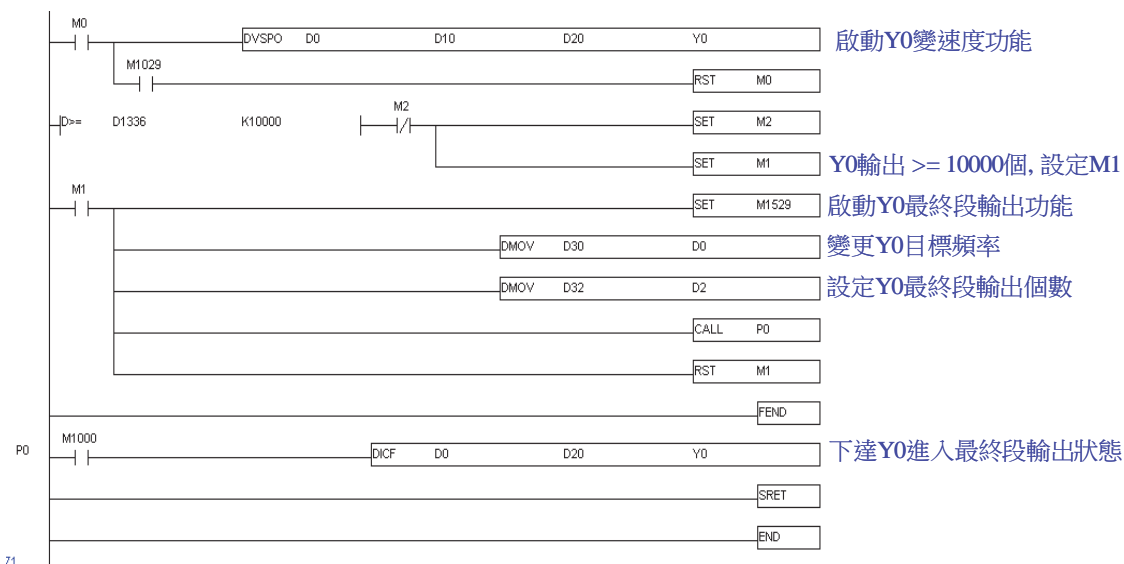 M0
DVSPO D0 D10 D20 Y0 啟動Y0變速度功能
M1029
RST M0
D>= D1336 K10000 M2 SET M2
SET M1 Y0輸出 >= 10000個, 設定M1
M1
SET M1529 啟動Y0最終段輸出功能
DMOV D30 D0 變更Y0目標頻率
DMOV D32 D2 設定Y0最終段輸出個數
CALL P0
RST M1
FEND
P0 M1000 DICF D0 D20 Y0 下達Y0進入最終段輸出狀態
SRET
END
71